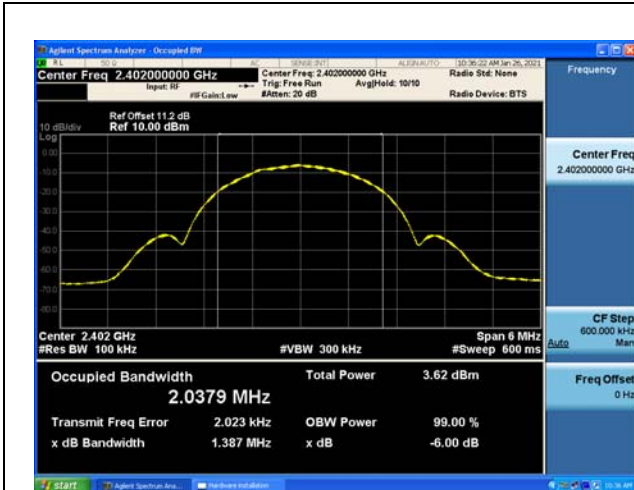 Agilent Spectrum Analyzer - Occupied BW
RL 50 Ω AC SENSE:INT ALIGNAUTO 10:36:22 AM Jan 26, 2021
Center Freq 2.402000000 GHz Center Freq: 2.402000000 GHz Radio Std: None Frequency
Input: RF Trig: Free Run Avg|Hold: 10/10
#IFGain:Low #Atten: 20 dB Radio Device: BTS
Ref Offset 11.2 dB
10 dB/div Ref 10.00 dBm
Log
0.00
-10.0
-20.0
-30.0
-40.0
-50.0
-60.0
-70.0
-80.0
Center Freq
2.402000000 GHz
Center 2.402 GHz Span 6 MHz
#Res BW 100 kHz #VBW 300 kHz #Sweep 600 ms
CF Step
600.000 kHz
Auto Man
Occupied Bandwidth Total Power 3.62 dBm
2.0379 MHz
Transmit Freq Error 2.023 kHz OBW Power 99.00 %
x dB Bandwidth 1.387 MHz x dB -6.00 dB
Freq Offset
0 Hz
start Agilent Spectrum Ana... Hardware Installation 10:36 AM